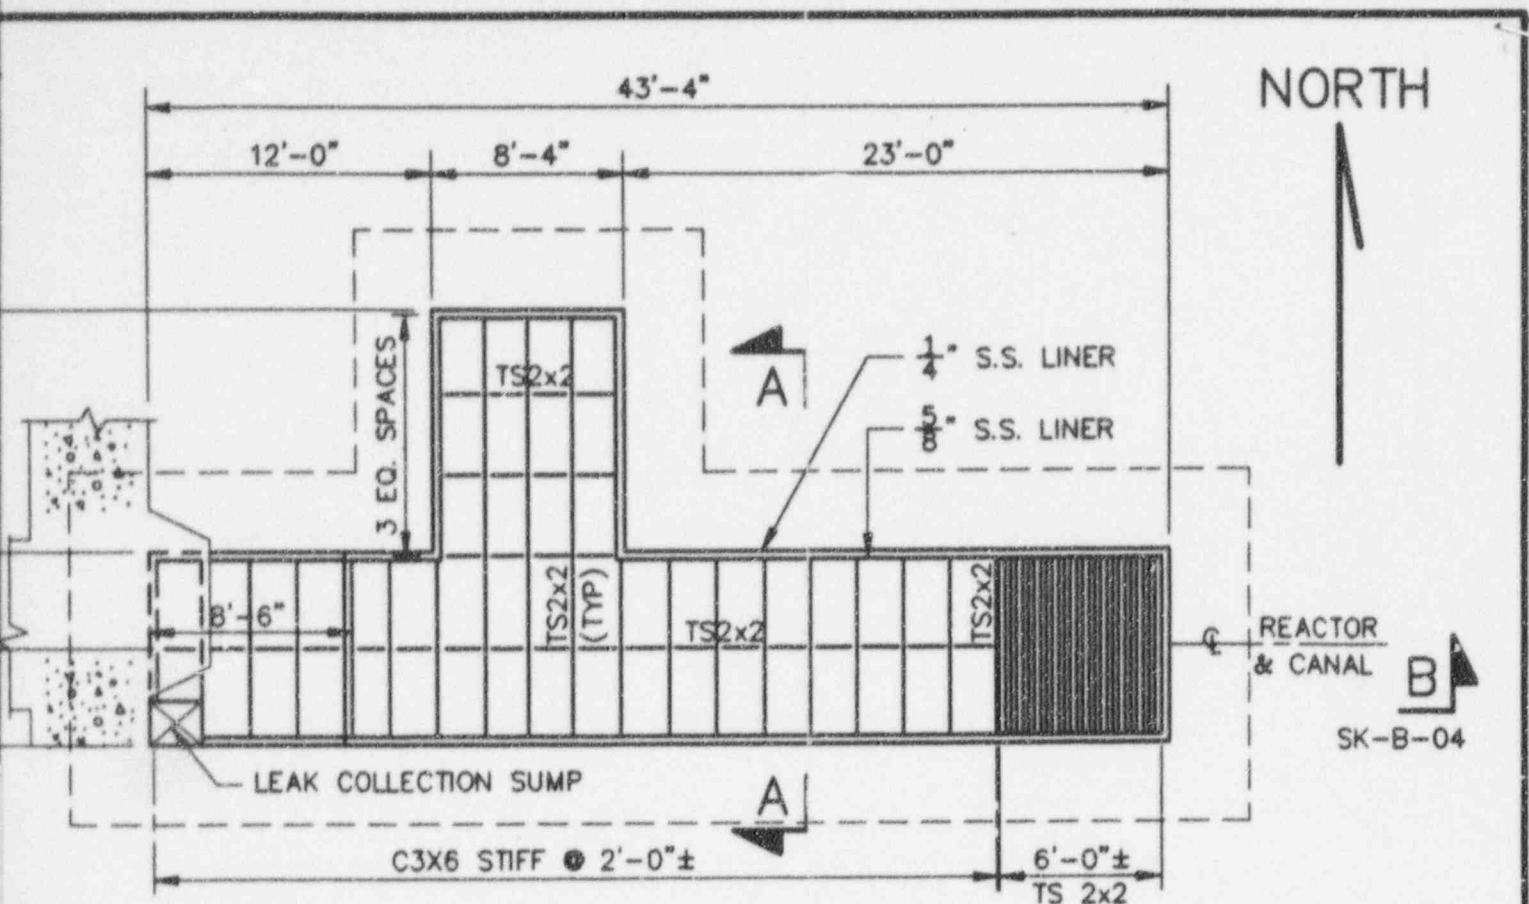 43'-4"
NORTH
12'-0"
8'-4"
23'-0"
3 EQ. SPACES
TS2x2
A
1/4" S.S. LINER
5/8" S.S. LINER
8'-6"
TS2x2
(TYP)
TS2x2
TS2x2
℄ REACTOR
& CANAL
B
SK-B-04
LEAK COLLECTION SUMP
A
C3X6 STIFF @ 2'-0"±
6'-0"±
TS 2x2